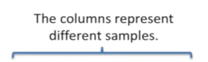 The columns represent
different samples.